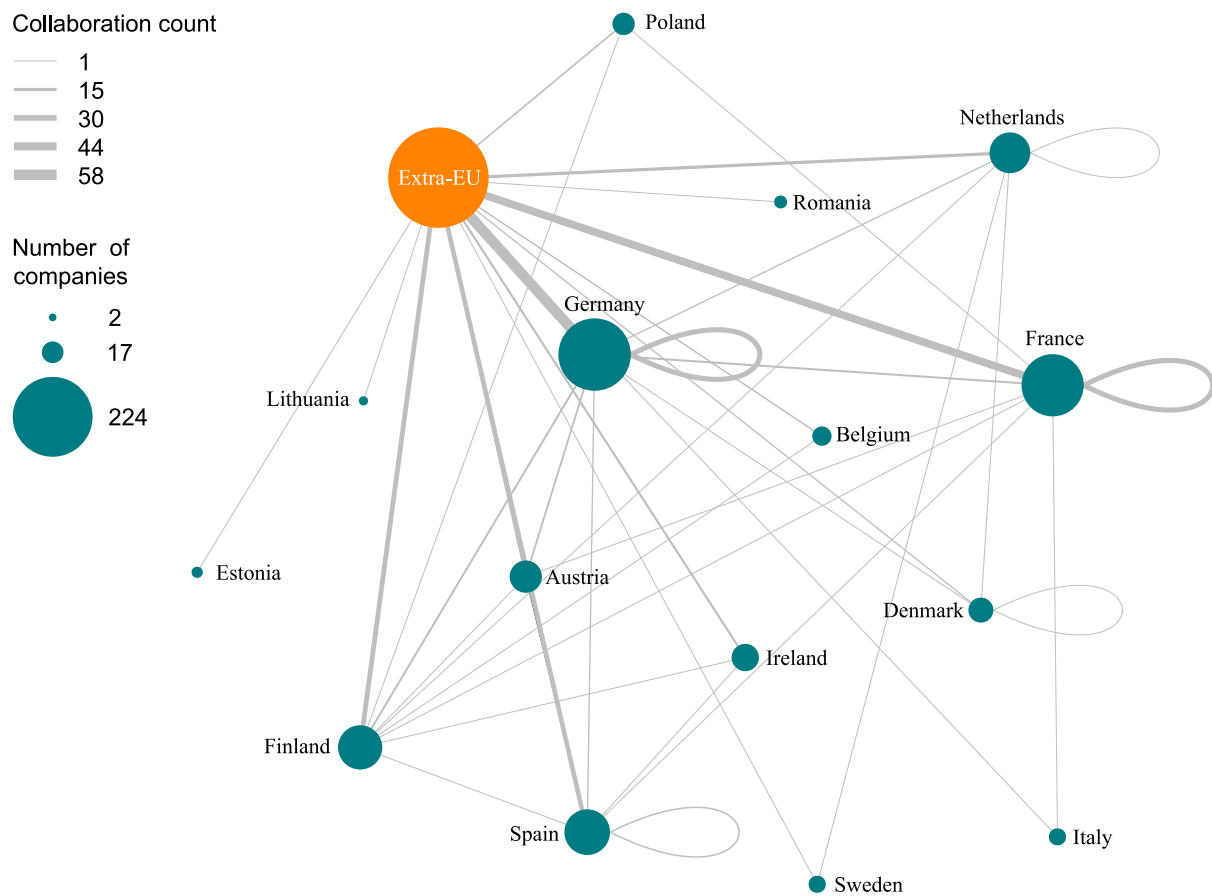 Collaboration count
1
15
30
44
58
Number of
companies
2
17
224
Poland
Netherlands
Extra-EU
Romania
Germany
France
Lithuania
Belgium
Estonia
Austria
Denmark
Ireland
Finland
Spain
Italy
Sweden